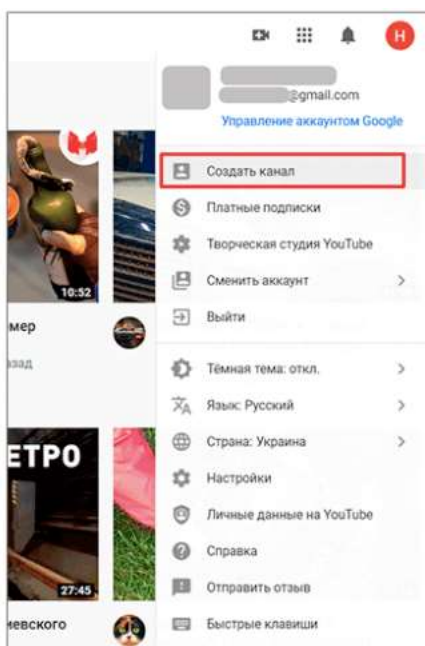 H
@gmail.com
Управление аккаунтом Google
Создать канал
Платные подписки
Творческая студия YouTube
Сменить аккаунт
Выйти
10:52
мер
азад
Тёмная тема: откл.
Язык: Русский
Страна: Украина
Настройки
Личные данные на YouTube
Справка
Отправить отзыв
Быстрые клавиши
ЕТРО
27:45
иевского